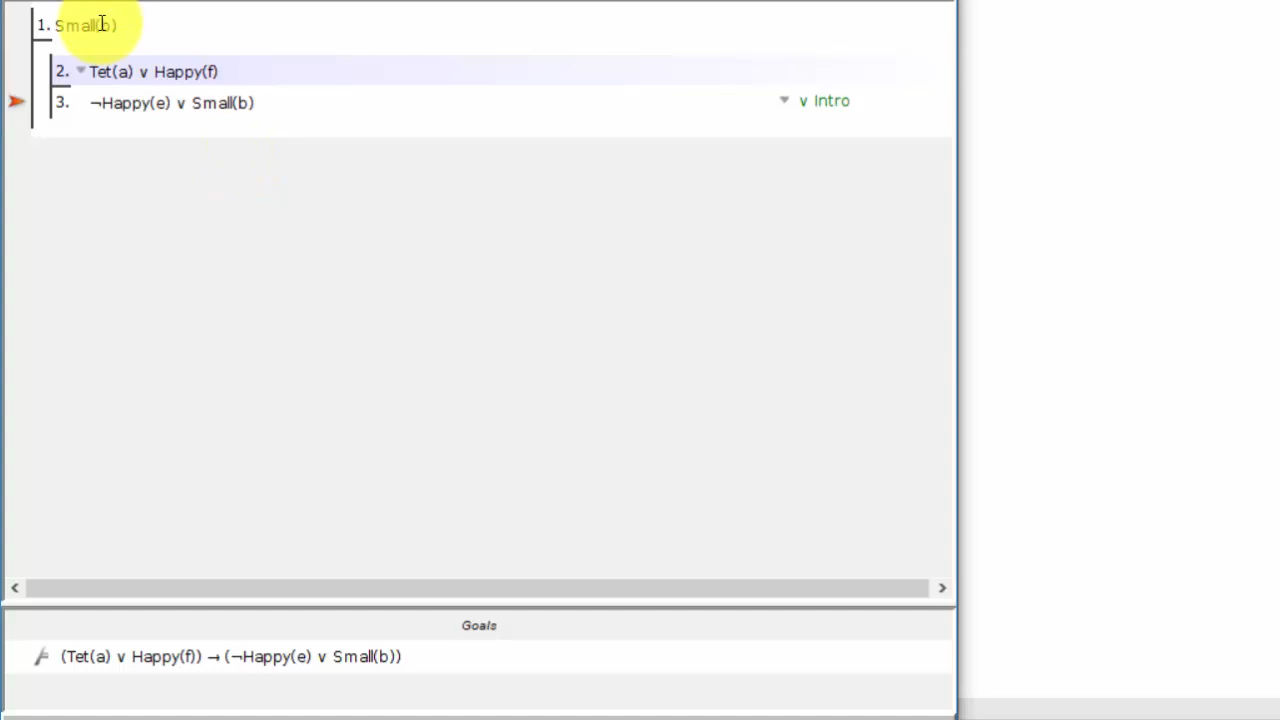 1. Small(b)
2. Tet(a) ∨ Happy(f)
3. ¬Happy(e) ∨ Small(b) ∨ Intro
Goals
(Tet(a) ∨ Happy(f)) → (¬Happy(e) ∨ Small(b))